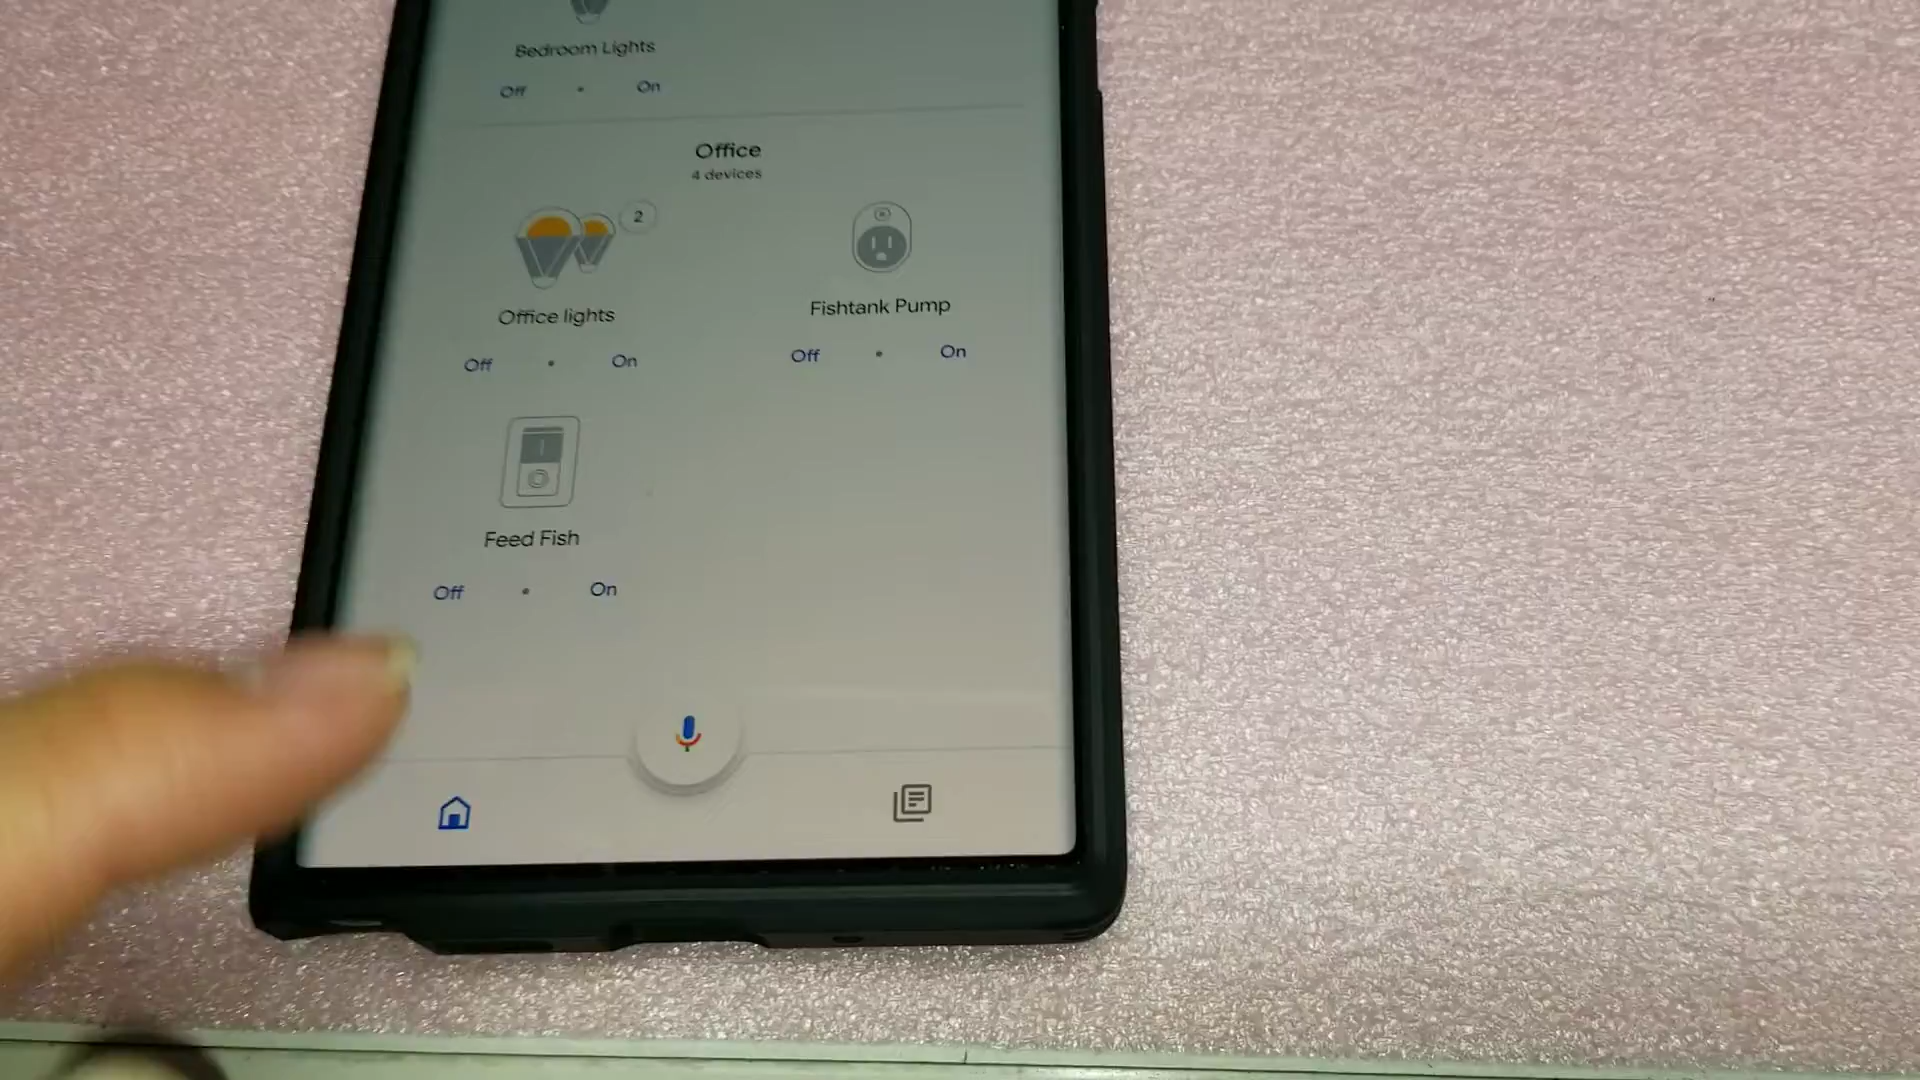 Bedroom Lights
Off • On
Office
4 devices
2
Office lights
Fishtank Pump
Off • On
Off • On
Feed Fish
Off • On